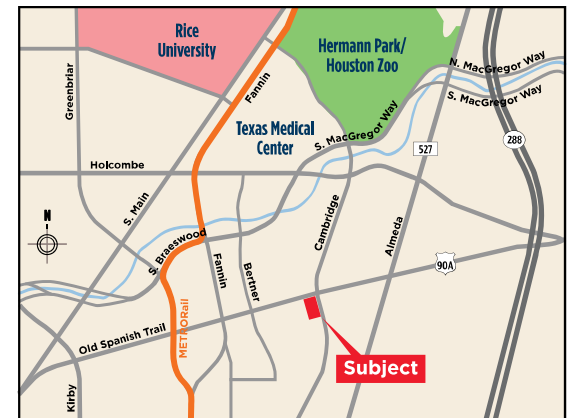 Rice
University
Hermann Park/
Houston Zoo
N. MacGregor Way
S. MacGregor Way
Greenbriar
Fannin
Texas Medical
Center
S. MacGregor Way
527
288
Holcombe
S. Main
N
S. Braeswood
Fannin
Bertner
Cambridge
Almeda
90A
Old Spanish Trail
METRORail
Subject
Kirby